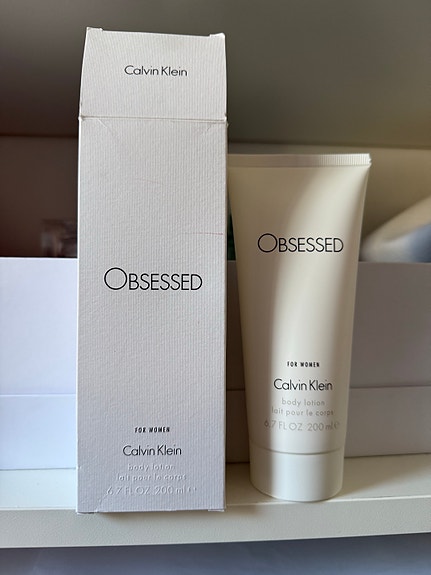 Calvin Klein
OBSESSED
FOR WOMEN
Calvin Klein
body lotion
lait pour le corps
6.7 FL OZ 200 ml ℮
OBSESSED
FOR WOMEN
Calvin Klein
body lotion
lait pour le corps
6.7 FL OZ 200 ml ℮